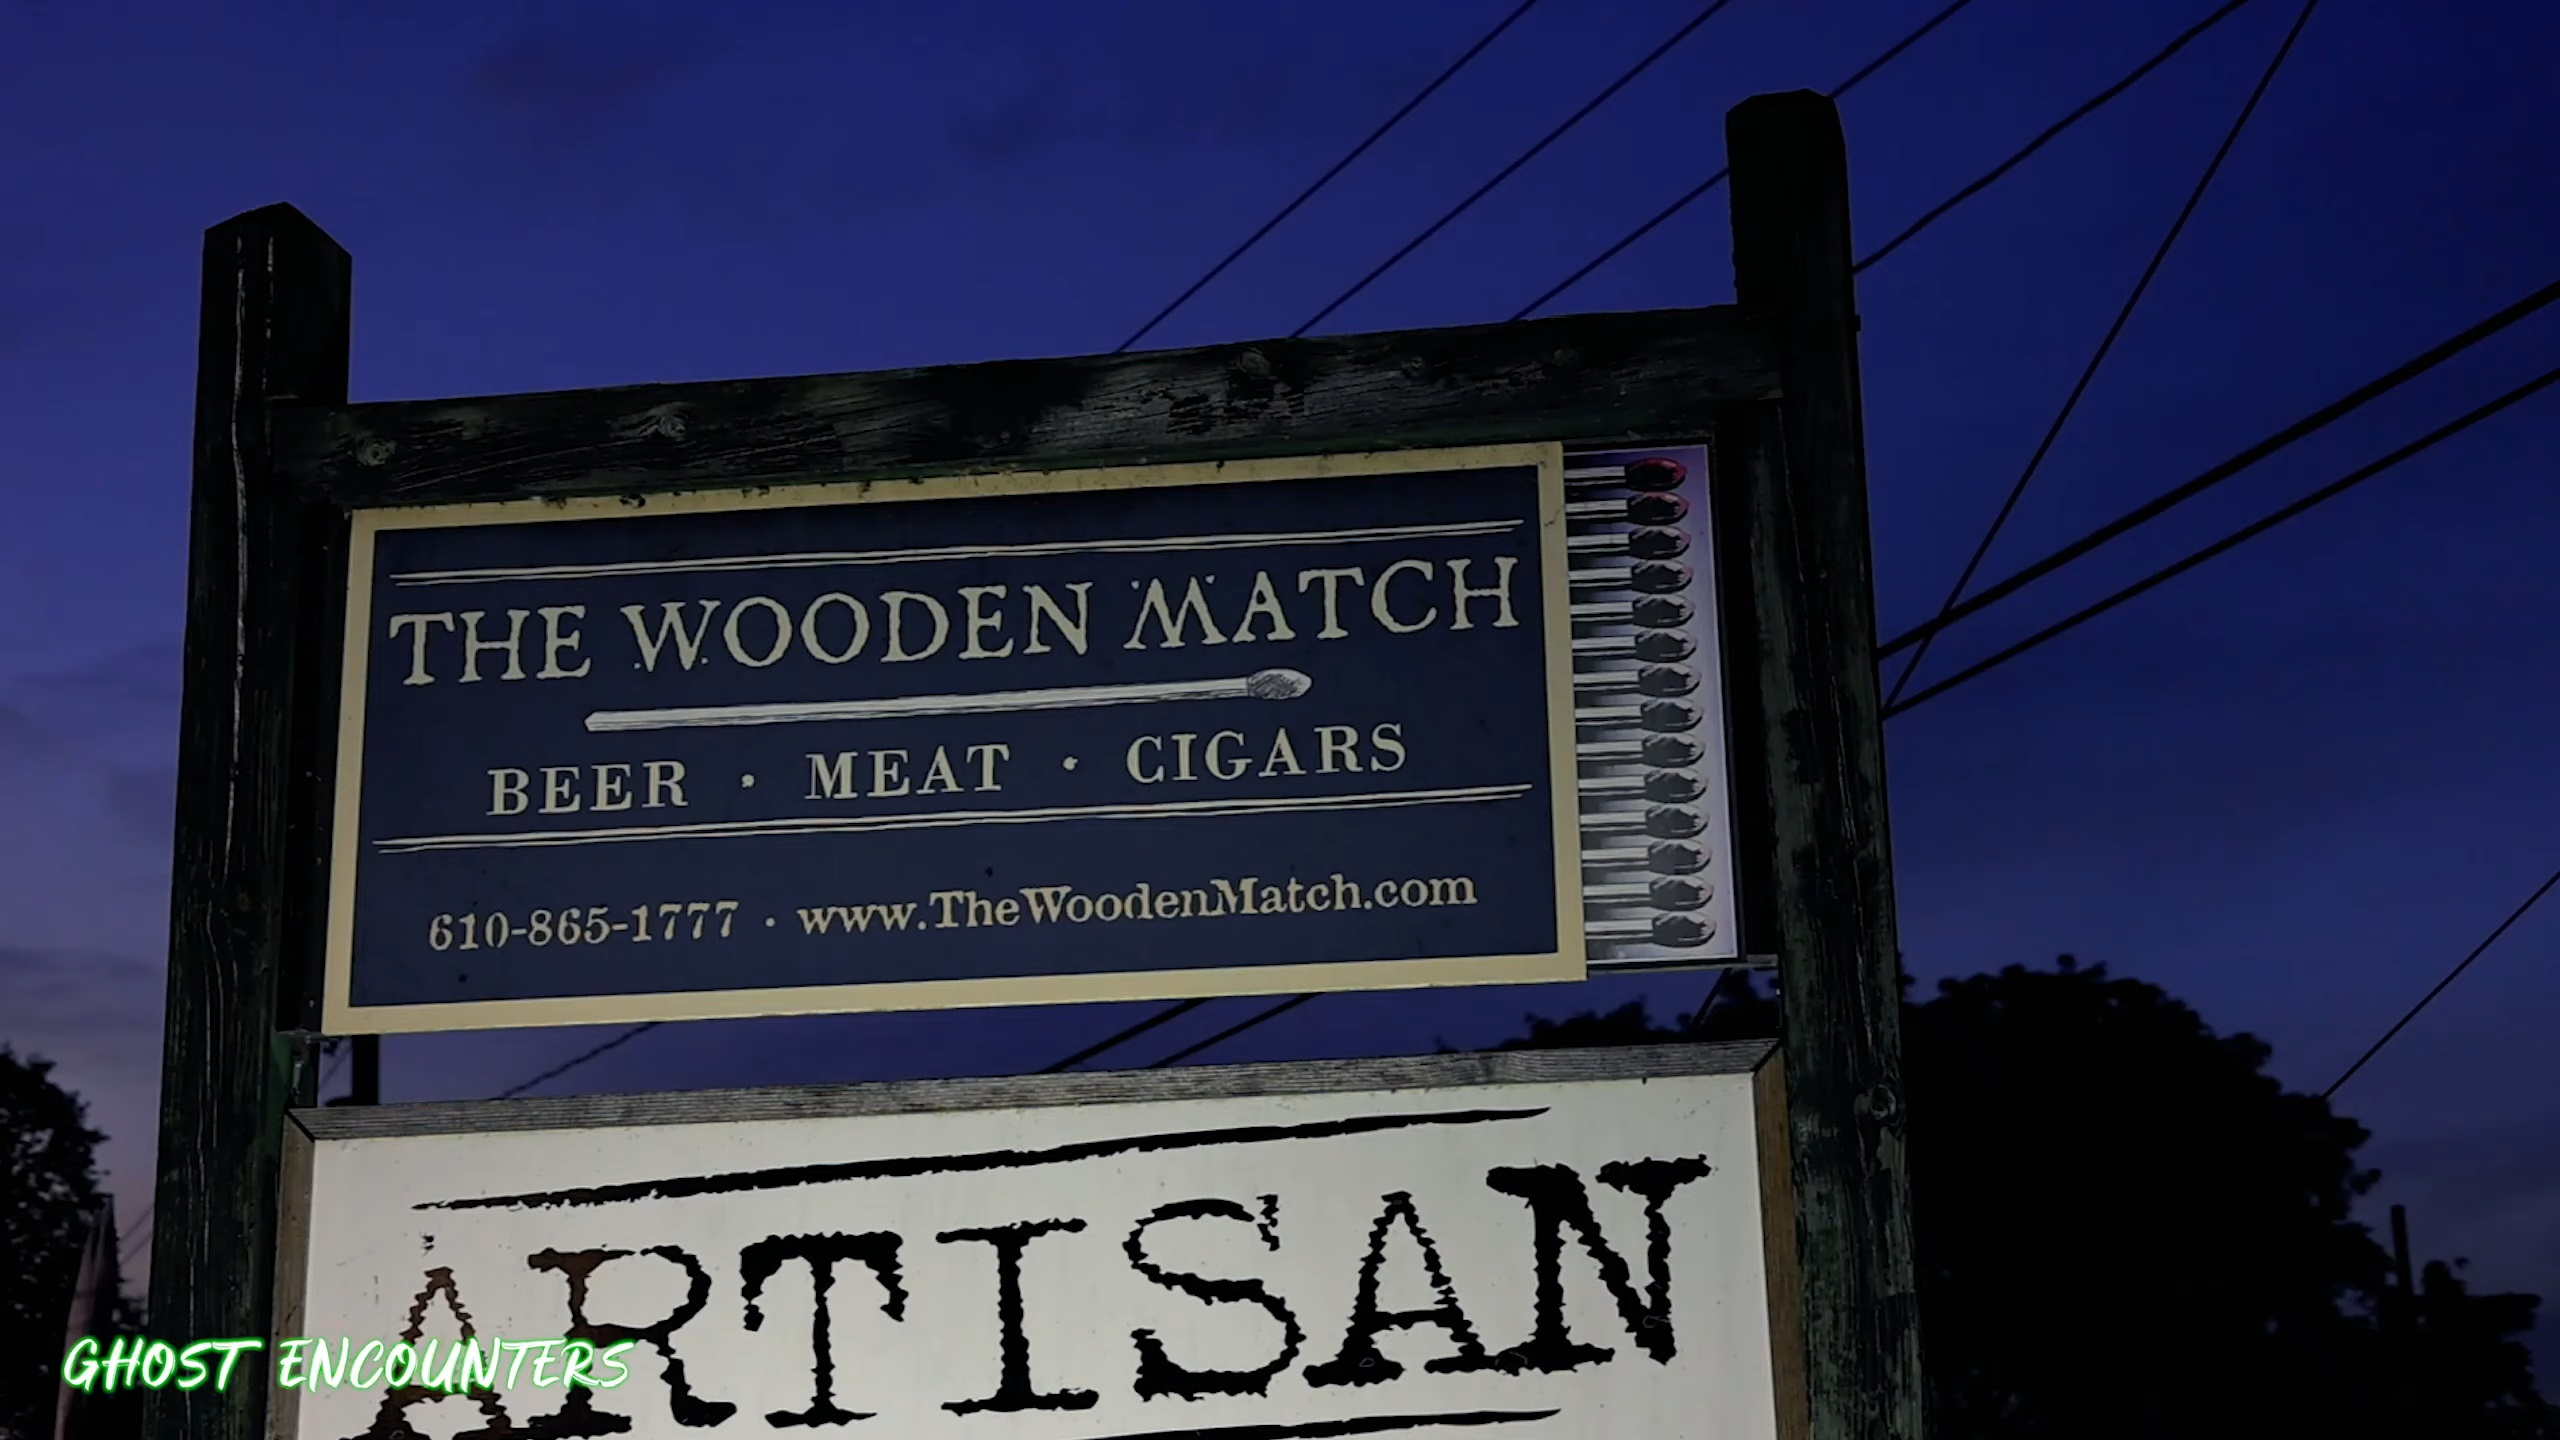 THE WOODEN MATCH
BEER · MEAT · CIGARS
610-865-1777 · www.TheWoodenMatch.com
ARTISAN
GHOST ENCOUNTERS